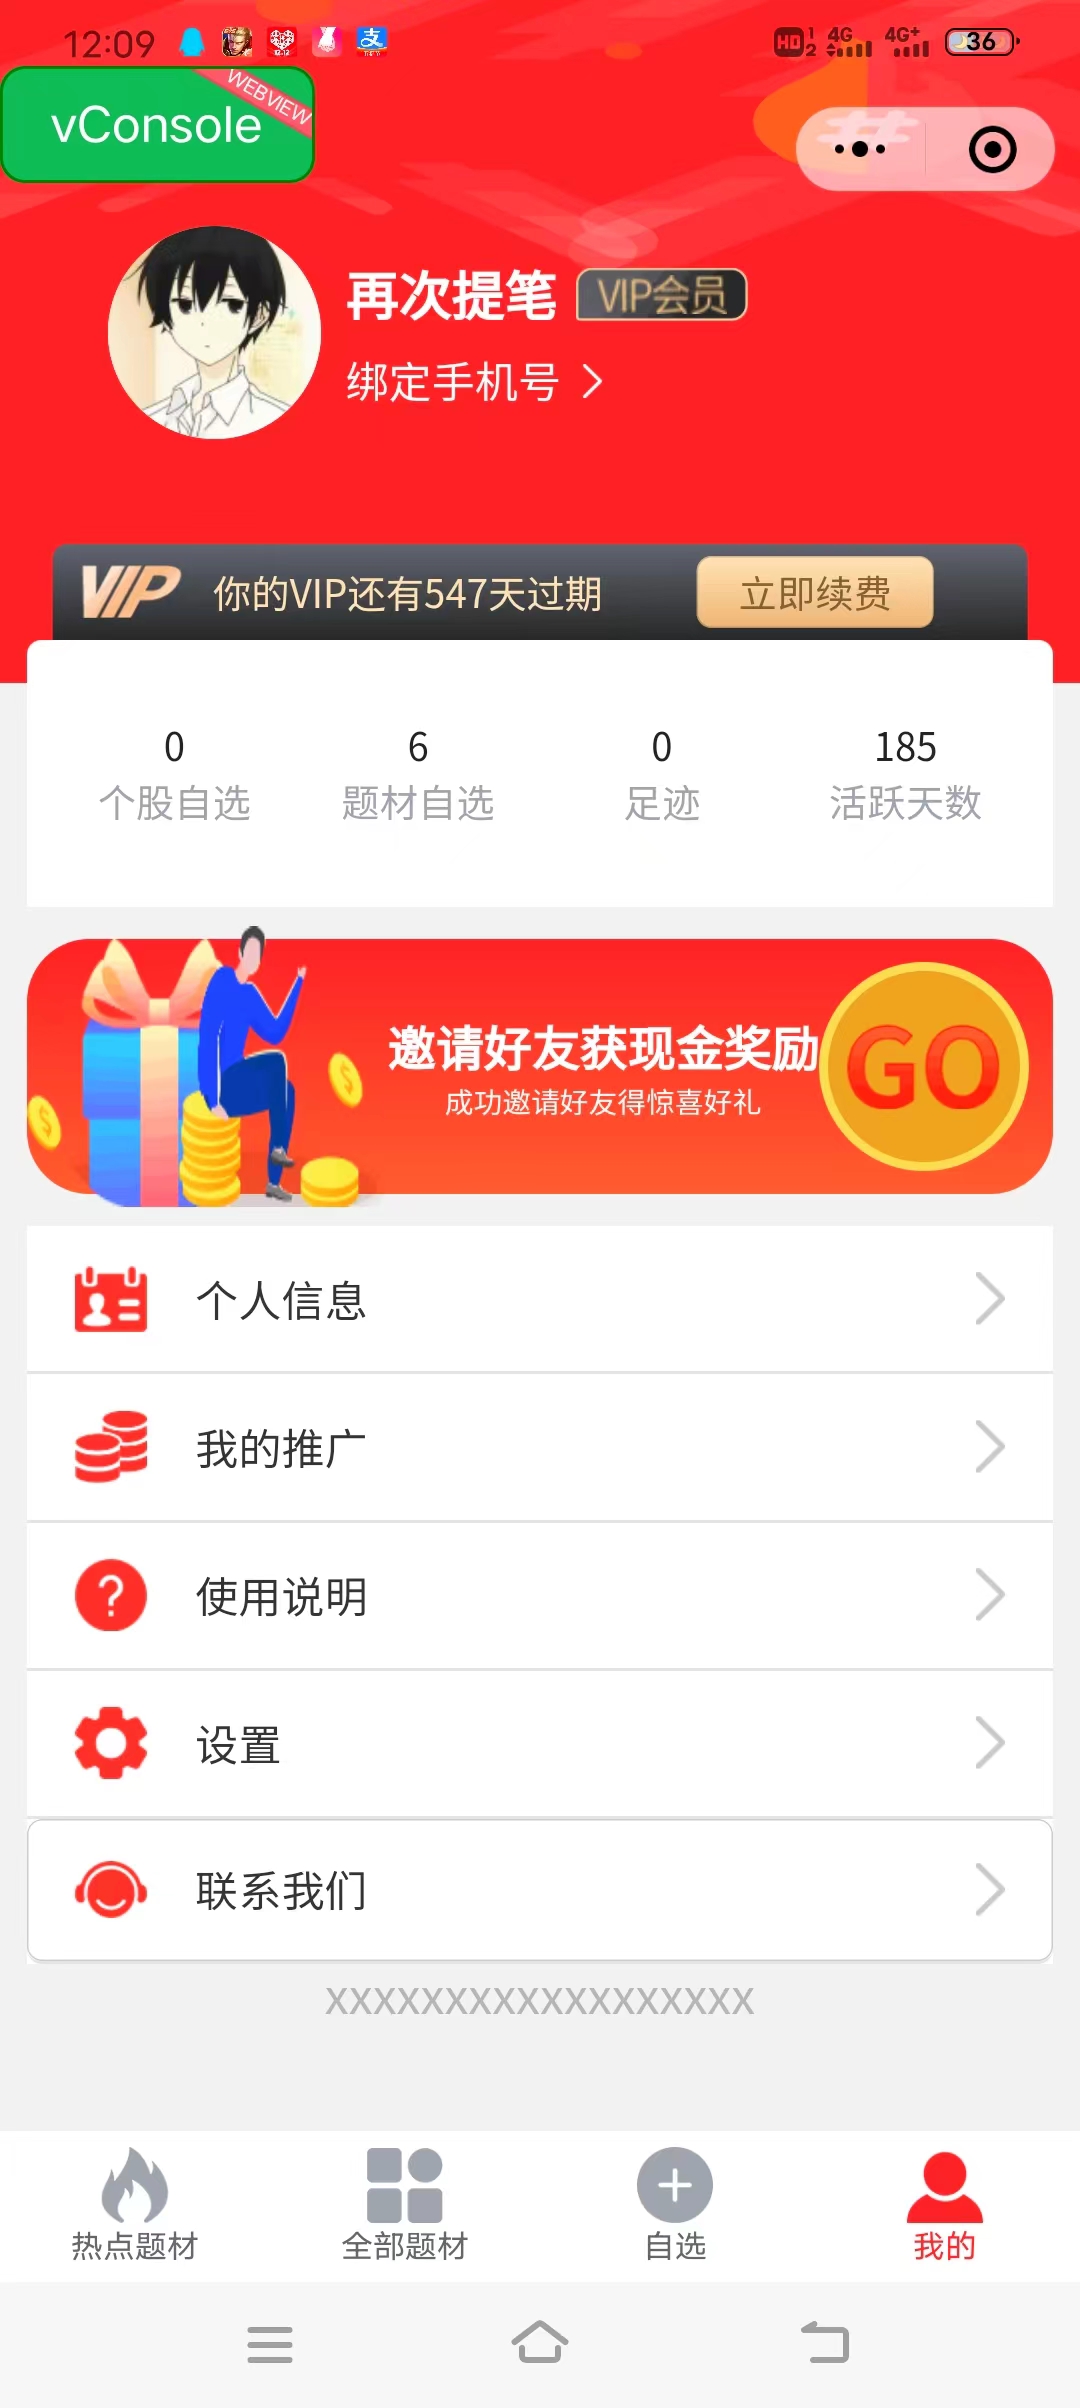 12:09
HD 1 2 4G 4G+ 36
vConsole
WEBVIEW
再次提笔 VIP会员
绑定手机号
VIP 你的VIP还有547天过期 立即续费
0 6 0 185
个股自选 题材自选 足迹 活跃天数
邀请好友获现金奖励
成功邀请好友得惊喜好礼
GO
个人信息
我的推广
使用说明
设置
联系我们
XXXXXXXXXXXXXXXXXX
热点题材 全部题材 自选 我的